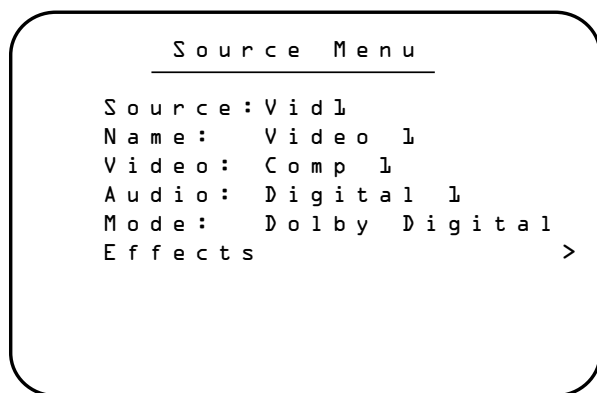 Source Menu
Source:Vid1
Name: Video 1
Video: Comp 1
Audio: Digital 1
Mode: Dolby Digital
Effects >